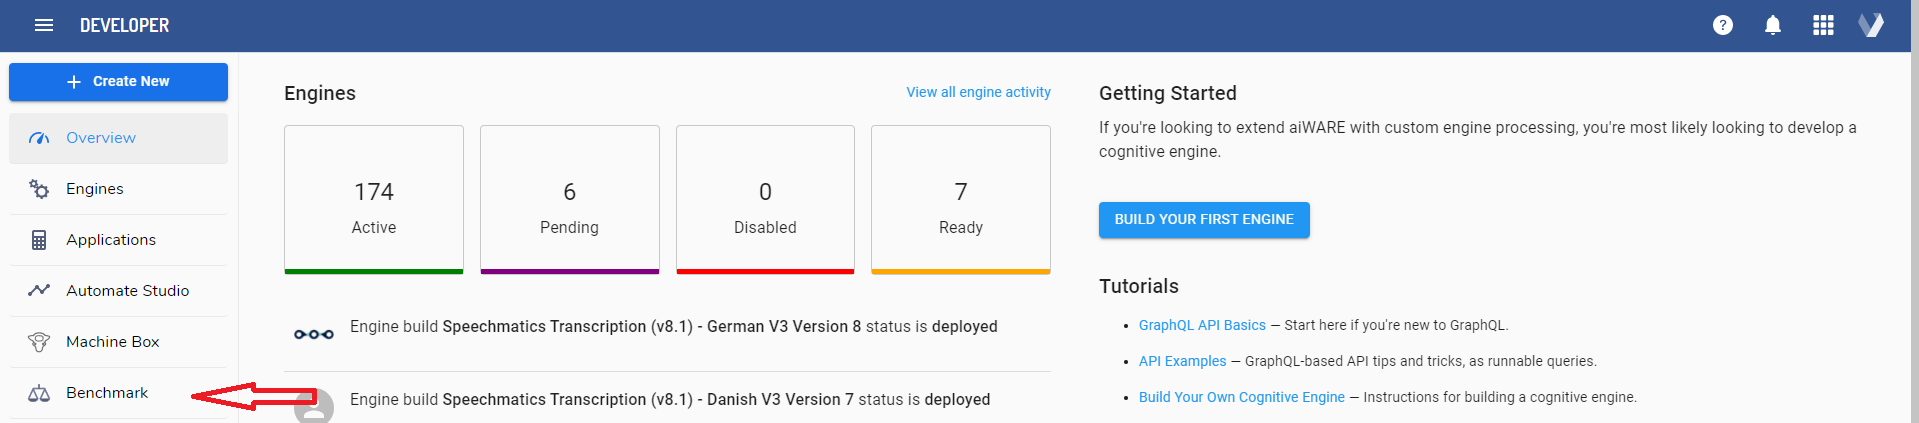 DEVELOPER
?
+ Create New
Overview
Engines
Applications
Automate Studio
Machine Box
Benchmark
Engines
View all engine activity
174
Active
6
Pending
0
Disabled
7
Ready
Engine build Speechmatics Transcription (v8.1) - German V3 Version 8 status is deployed
Engine build Speechmatics Transcription (v8.1) - Danish V3 Version 7 status is deployed
Getting Started
If you're looking to extend aiWARE with custom engine processing, you're most likely looking to develop a
cognitive engine.
BUILD YOUR FIRST ENGINE
Tutorials
• GraphQL API Basics — Start here if you're new to GraphQL.
• API Examples — GraphQL-based API tips and tricks, as runnable queries.
• Build Your Own Cognitive Engine — Instructions for building a cognitive engine.